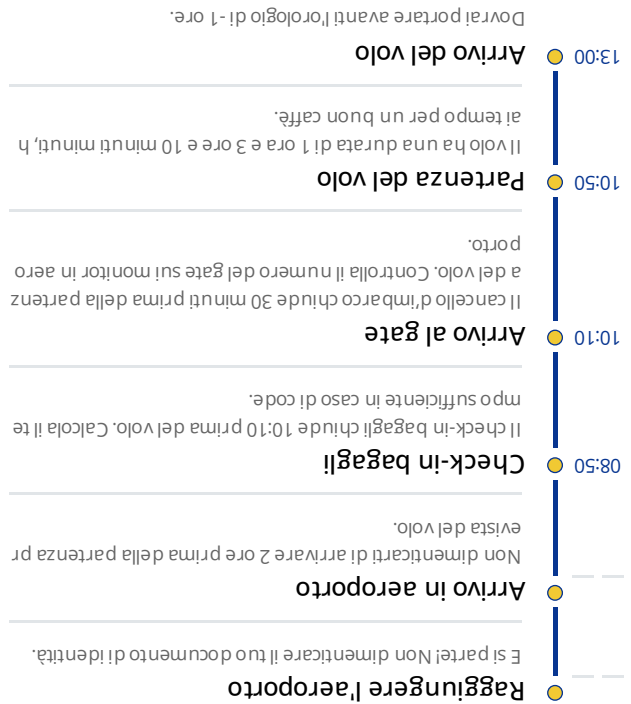 Raggiungere l'aeroporto
E si parte! Non dimenticare il tuo documento di identità.
Arrivo in aeroporto
Non dimenticarti di arrivare 2 ore prima della partenza pr
evista del volo.
08:50 Check-in bagagli
Il check-in bagagli chiude 10:10 prima del volo. Calcola il te
mpo sufficiente in caso di code.
10:10 Arrivo al gate
Il cancello d'imbarco chiude 30 minuti prima della partenz
a del volo. Controlla il numero del gate sui monitor in aero
porto.
10:50 Partenza del volo
Il volo ha una durata di 1 ora e 3 ore e 10 minuti minuti, h
ai tempo per un buon caffè.
13:00 Arrivo del volo
Dovrai portare avanti l'orologio di -1 ore.